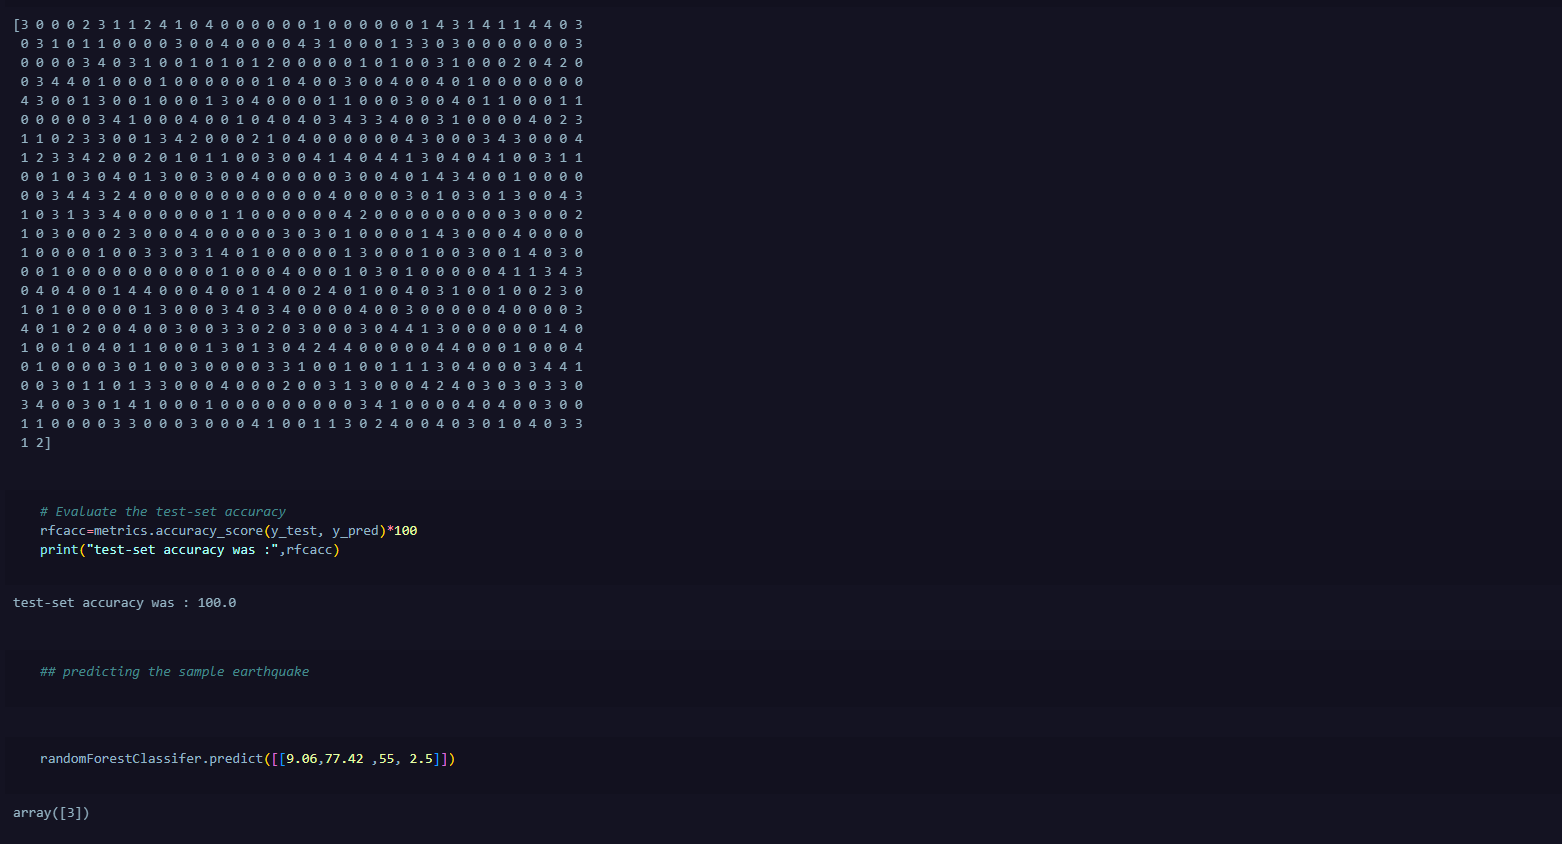 [3 0 0 0 2 3 1 1 2 4 1 0 4 0 0 0 0 0 0 1 0 0 0 0 0 0 1 4 3 1 4 1 1 4 4 0 3
0 3 1 0 1 1 0 0 0 0 3 0 0 4 0 0 0 0 4 3 1 0 0 0 1 3 3 0 3 0 0 0 0 0 0 0 3
0 0 0 0 3 4 0 3 1 0 0 1 0 1 0 1 2 0 0 0 0 0 1 0 1 0 0 3 1 0 0 0 2 0 4 2 0
0 3 4 4 0 1 0 0 0 1 0 0 0 0 0 0 1 0 4 0 0 3 0 0 4 0 0 4 0 1 0 0 0 0 0 0 0
4 3 0 0 1 3 0 0 1 0 0 0 1 3 0 4 0 0 0 0 1 1 0 0 0 3 0 0 4 0 1 1 0 0 0 1 1
0 0 0 0 0 3 4 1 0 0 0 4 0 0 1 0 4 0 4 0 3 4 3 3 4 0 0 3 1 0 0 0 0 4 0 2 3
1 1 0 2 3 3 0 0 1 3 4 2 0 0 0 2 1 0 4 0 0 0 0 0 0 4 3 0 0 0 3 4 3 0 0 0 4
1 2 3 3 4 2 0 0 2 0 1 0 1 1 0 0 3 0 0 4 1 4 0 4 4 1 3 0 4 0 4 1 0 0 3 1 1
0 0 1 0 3 0 4 0 1 3 0 0 3 0 0 4 0 0 0 0 0 3 0 0 4 0 1 4 3 4 0 0 1 0 0 0 0
0 0 3 4 4 3 2 4 0 0 0 0 0 0 0 0 0 0 0 0 4 0 0 0 0 3 0 1 0 3 0 1 3 0 0 4 3
1 0 3 1 3 3 4 0 0 0 0 0 0 1 1 0 0 0 0 0 0 4 2 0 0 0 0 0 0 0 0 0 3 0 0 0 2
1 0 3 0 0 0 2 3 0 0 0 4 0 0 0 0 0 3 0 3 0 1 0 0 0 0 1 4 3 0 0 0 4 0 0 0 0
1 0 0 0 0 1 0 0 3 3 0 3 1 4 0 1 0 0 0 0 0 1 3 0 0 0 1 0 0 3 0 0 1 4 0 3 0
0 0 1 0 0 0 0 0 0 0 0 0 0 1 0 0 0 4 0 0 0 1 0 3 0 1 0 0 0 0 0 4 1 1 3 4 3
0 4 0 4 0 0 1 4 4 0 0 0 4 0 0 1 4 0 0 2 4 0 1 0 0 4 0 3 1 0 0 1 0 0 2 3 0
1 0 1 0 0 0 0 0 1 3 0 0 0 3 4 0 3 4 0 0 0 0 4 0 0 3 0 0 0 0 0 4 0 0 0 0 3
4 0 1 0 2 0 0 4 0 0 3 0 0 3 3 0 2 0 3 0 0 0 3 0 4 4 1 3 0 0 0 0 0 0 1 4 0
1 0 0 1 0 4 0 1 1 0 0 0 1 3 0 1 3 0 4 2 4 4 0 0 0 0 0 4 4 0 0 0 1 0 0 0 4
0 1 0 0 0 0 3 0 1 0 0 3 0 0 0 0 3 3 1 0 0 1 0 0 1 1 1 3 0 4 0 0 0 3 4 4 1
0 0 3 0 1 1 0 1 3 3 0 0 0 4 0 0 0 2 0 0 3 1 3 0 0 0 4 2 4 0 3 0 3 0 3 3 0
3 4 0 0 3 0 1 4 1 0 0 0 1 0 0 0 0 0 0 0 0 0 3 4 1 0 0 0 0 4 0 4 0 0 3 0 0
1 1 0 0 0 0 3 3 0 0 0 3 0 0 0 4 1 0 0 1 1 3 0 2 4 0 0 4 0 3 0 1 0 4 0 3 3
1 2]
# Evaluate the test-set accuracy
rfcacc=metrics.accuracy_score(y_test, y_pred)*100
print("test-set accuracy was :",rfcacc)
test-set accuracy was : 100.0
## predicting the sample earthquake
randomForestClassifer.predict([[9.06,77.42 ,55, 2.5]])
array([3])